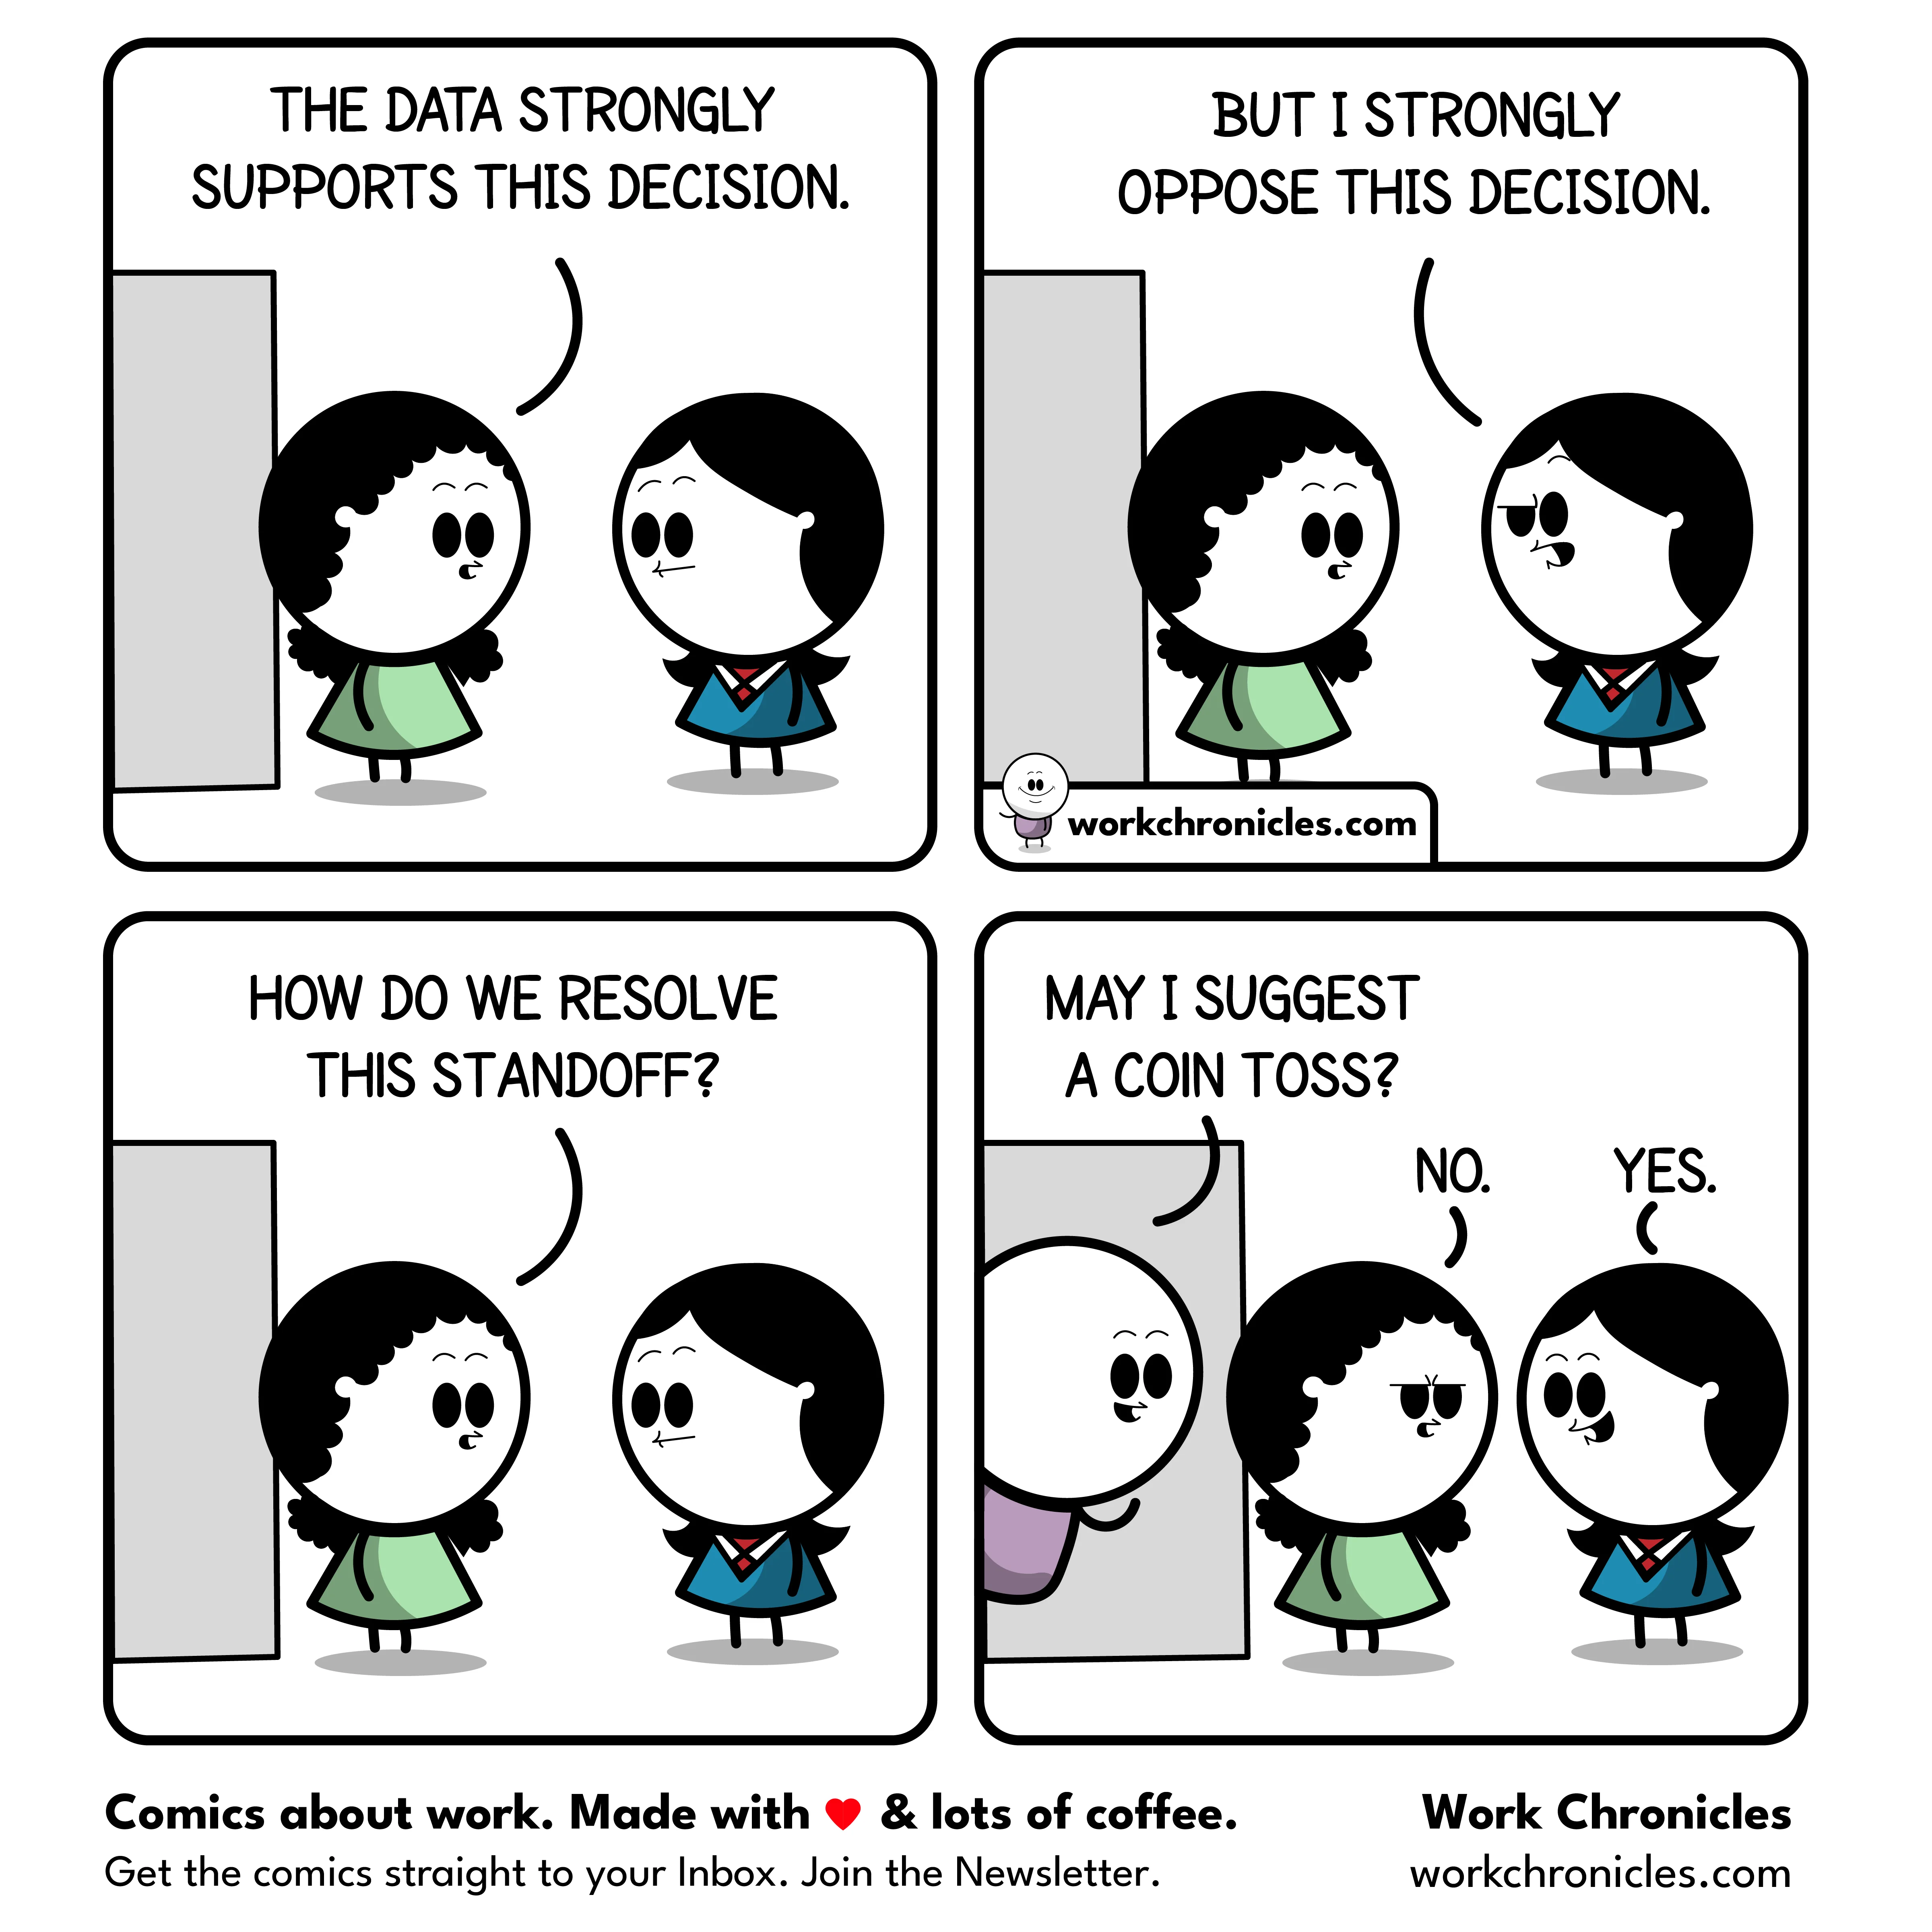 THE DATA STRONGLY
SUPPORTS THIS DECISION.
BUT I STRONGLY
OPPOSE THIS DECISION.
workchronicles.com
HOW DO WE RESOLVE
THIS STANDOFF?
MAY I SUGGEST
A COIN TOSS?
NO.
YES.
Comics about work. Made with ❤ & lots of coffee.
Get the comics straight to your Inbox. Join the Newsletter.
Work Chronicles
workchronicles.com